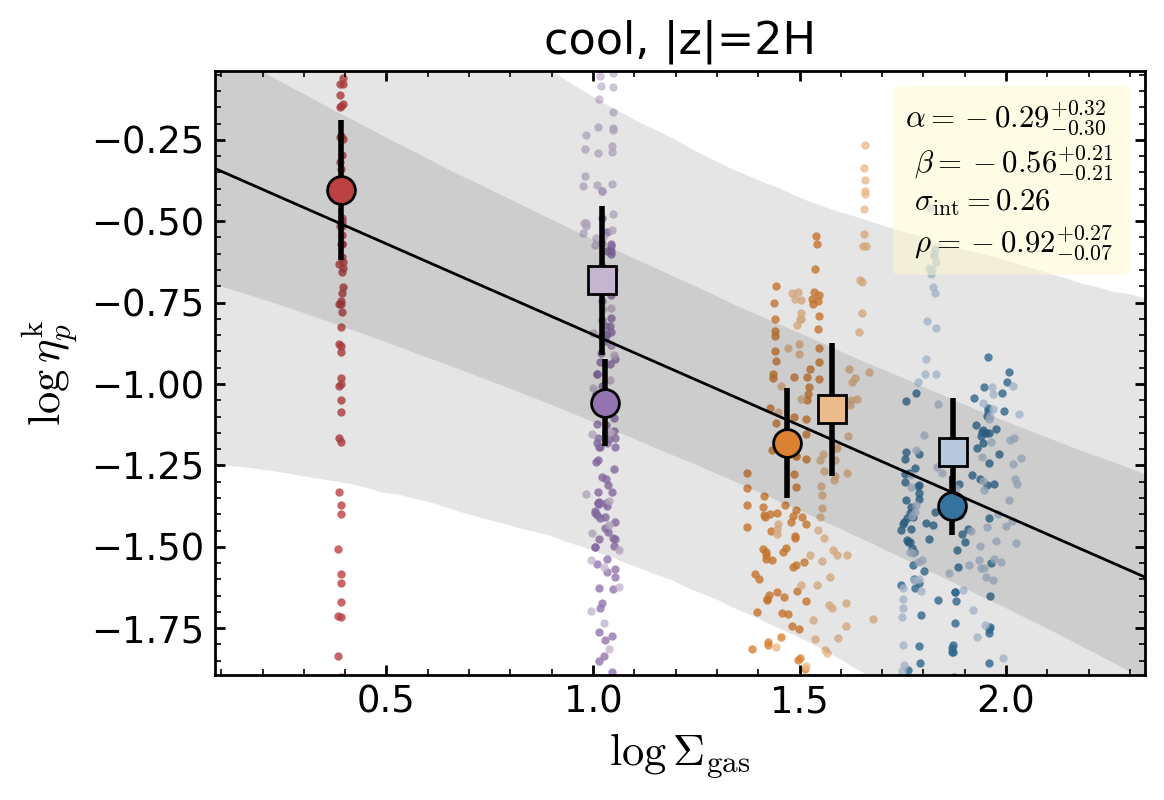 cool, |z|=2H
α = −0.29^{+0.32}_{−0.30}
β = −0.56^{+0.21}_{−0.21}
σ_int = 0.26
ρ = −0.92^{+0.27}_{−0.07}
log η_p^k
−0.25
−0.50
−0.75
−1.00
−1.25
−1.50
−1.75
0.5 1.0 1.5 2.0
log Σ_gas